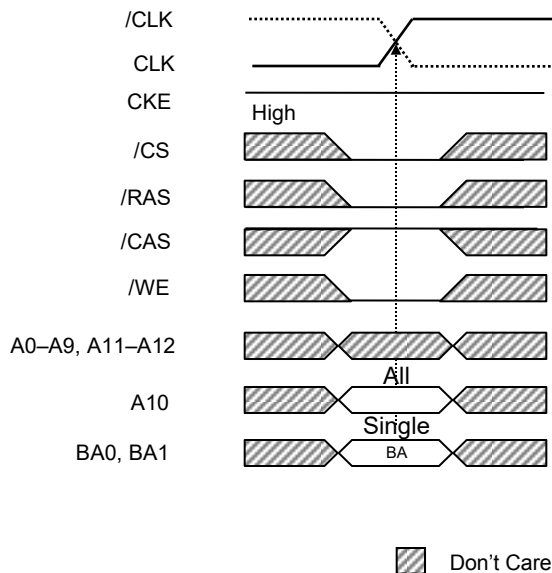 /CLK
CLK
CKE
High
/CS
/RAS
/CAS
/WE
A0–A9, A11–A12
All
A10
Single
BA0, BA1
BA
Don't Care